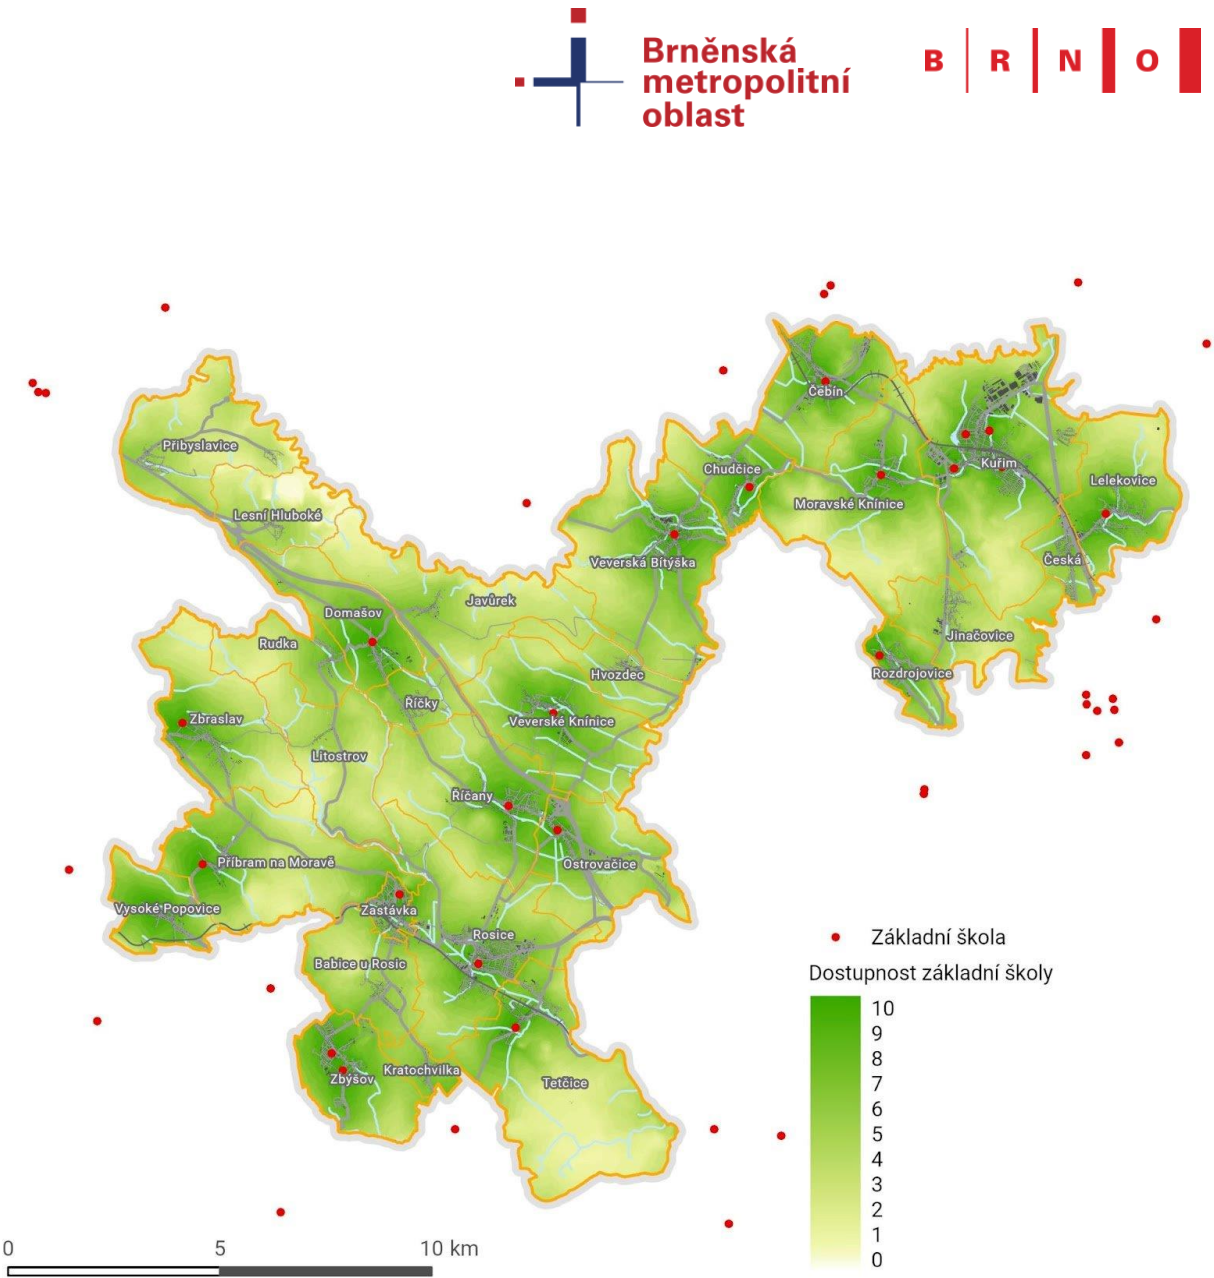 Brněnská
metropolitní
oblast
B R N O
Čebín
Přibyslavice
Chudčice
Kuřim
Lelekovice
Moravské Knínice
Lesní Hluboké
Veverská Bítýška
Česká
Javůrek
Domašov
Jinačovice
Rudka
Hvozdec
Rozdrojovice
Říčky
Zbraslav
Veverské Knínice
Litostrov
Říčany
Příbram na Moravě
Ostrovačice
Vysoké Popovice
Zastávka
Rosice
Babice u Rosic
Zbýšov
Kratochvilka
Tetčice
Základní škola
Dostupnost základní školy
10
9
8
7
6
5
4
3
2
1
0
0 5 10 km